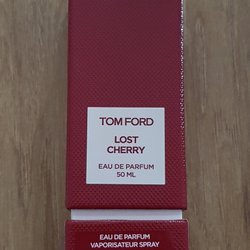 TOM FORD
LOST
CHERRY
EAU DE PARFUM
50 ML
EAU DE PARFUM
VAPORISATEUR SPRAY